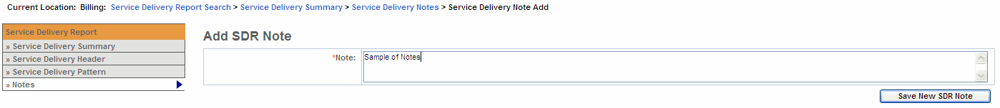 Current Location: Billing: Service Delivery Report Search > Service Delivery Summary > Service Delivery Notes > Service Delivery Note Add
Service Delivery Report
» Service Delivery Summary
» Service Delivery Header
» Service Delivery Pattern
» Notes
Add SDR Note
*Note: Sample of Notes
Save New SDR Note